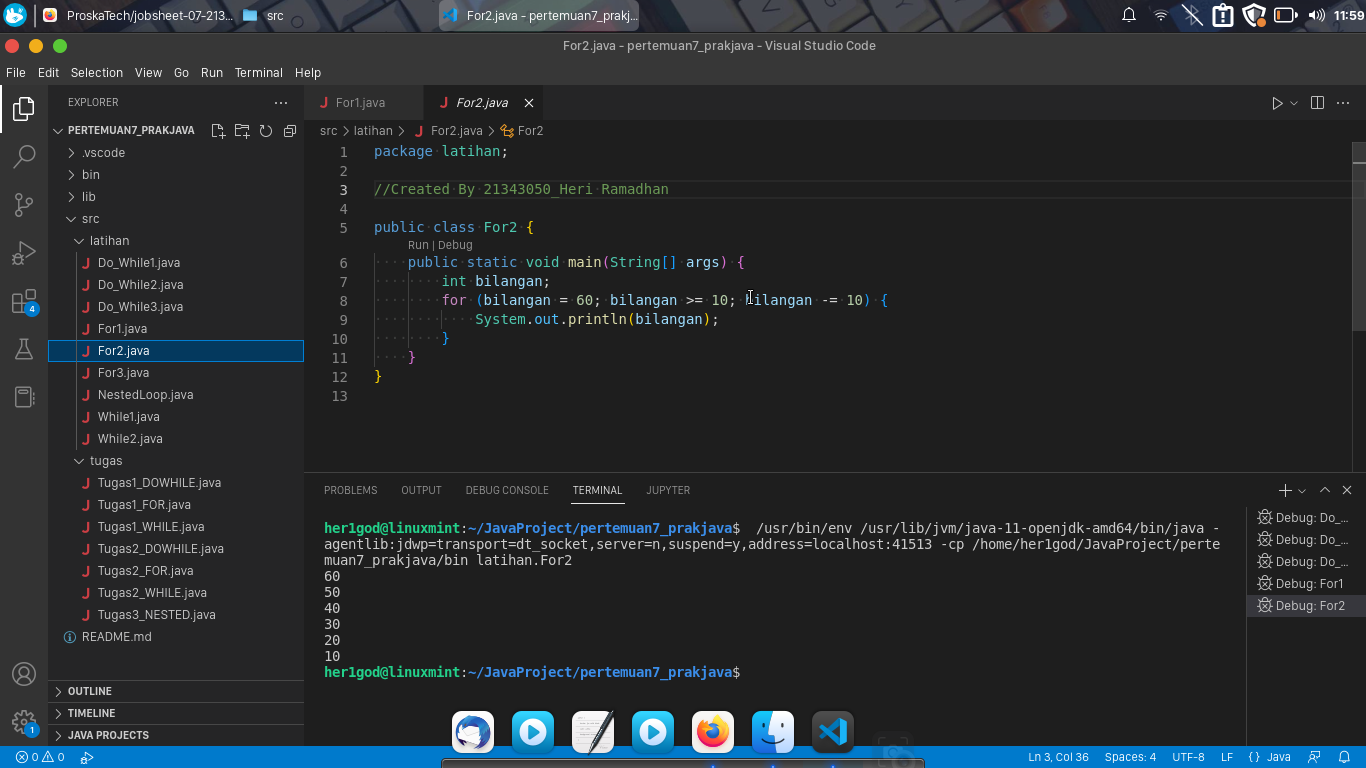 ProskaTech/jobsheet-07-213...
src
For2.java - pertemuan7_prakj...
11:59
For2.java - pertemuan7_prakjava - Visual Studio Code
File Edit Selection View Go Run Terminal Help
EXPLORER
PERTEMUAN7_PRAKJAVA
.vscode
bin
lib
src
latihan
Do_While1.java
Do_While2.java
Do_While3.java
For1.java
For2.java
For3.java
NestedLoop.java
While1.java
While2.java
tugas
Tugas1_DOWHILE.java
Tugas1_FOR.java
Tugas1_WHILE.java
Tugas2_DOWHILE.java
Tugas2_FOR.java
Tugas2_WHILE.java
Tugas3_NESTED.java
README.md
OUTLINE
TIMELINE
JAVA PROJECTS
4
1
For1.java
For2.java
src > latihan > For2.java > For2
1 package latihan;
2
3 //Created By 21343050_Heri Ramadhan
4
5 public class For2 {
Run | Debug
6 public static void main(String[] args) {
7 int bilangan;
8 for (bilangan = 60; bilangan >= 10; bilangan -= 10) {
9 System.out.println(bilangan);
10 }
11 }
12 }
13
PROBLEMS OUTPUT DEBUG CONSOLE TERMINAL JUPYTER
her1god@linuxmint:~/JavaProject/pertemuan7_prakjava$ /usr/bin/env /usr/lib/jvm/java-11-openjdk-amd64/bin/java -
agentlib:jdwp=transport=dt_socket,server=n,suspend=y,address=localhost:41513 -cp /home/her1god/JavaProject/perte
muan7_prakjava/bin latihan.For2
60
50
40
30
20
10
her1god@linuxmint:~/JavaProject/pertemuan7_prakjava$
Debug: Do_...
Debug: Do_...
Debug: Do_...
Debug: For1
Debug: For2
0 0
Ln 3, Col 36 Spaces: 4 UTF-8 LF { } Java